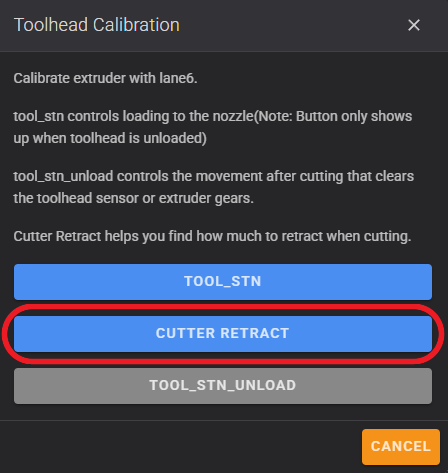 Toolhead Calibration
Calibrate extruder with lane6.
tool_stn controls loading to the nozzle(Note: Button only shows
up when toolhead is unloaded)
tool_stn_unload controls the movement after cutting that clears
the toolhead sensor or extruder gears.
Cutter Retract helps you find how much to retract when cutting.
TOOL_STN
CUTTER RETRACT
TOOL_STN_UNLOAD
CANCEL